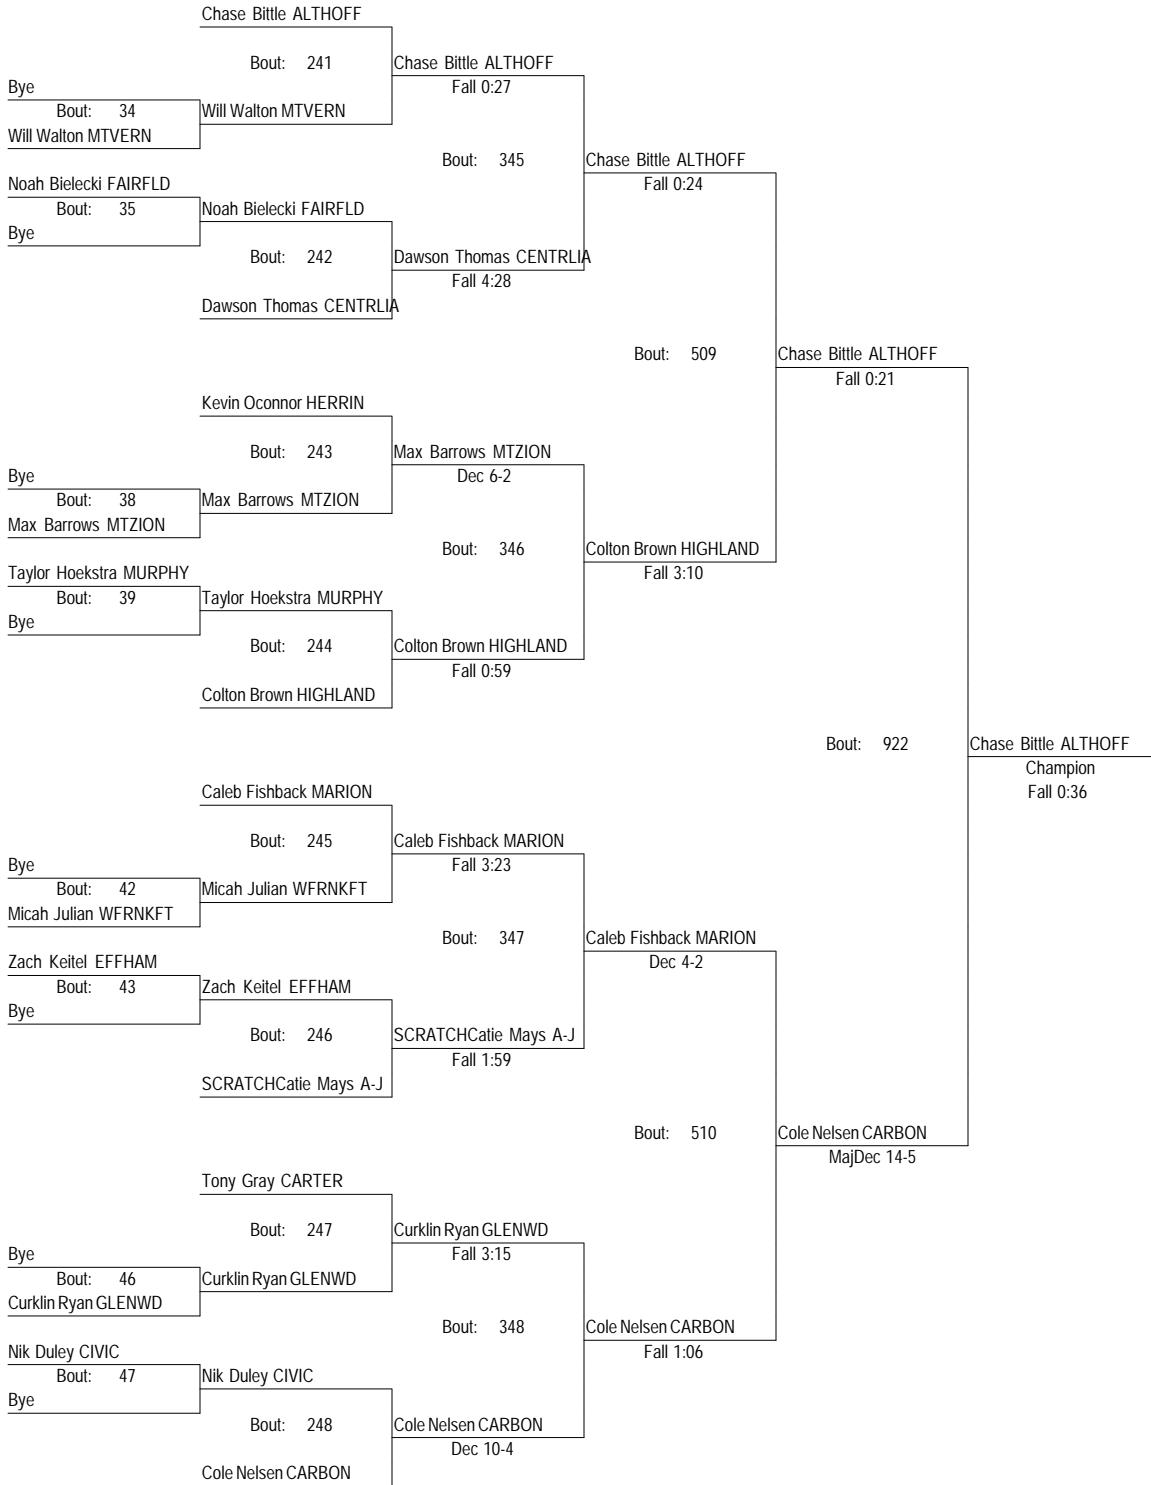 Chase Bittle ALTHOFF
Bout: 241
Chase Bittle ALTHOFF
Bye
Fall 0:27
Bout: 34
Will Walton MTVERN
Will Walton MTVERN
Bout: 345
Chase Bittle ALTHOFF
Noah Bielecki FAIRFLD
Fall 0:24
Bout: 35
Noah Bielecki FAIRFLD
Bye
Bout: 242
Dawson Thomas CENTRLIA
Fall 4:28
Dawson Thomas CENTRLIA
Bout: 509
Chase Bittle ALTHOFF
Fall 0:21
Kevin Oconnor HERRIN
Bout: 243
Max Barrows MTZION
Bye
Dec 6-2
Bout: 38
Max Barrows MTZION
Max Barrows MTZION
Bout: 346
Colton Brown HIGHLAND
Taylor Hoekstra MURPHY
Fall 3:10
Bout: 39
Taylor Hoekstra MURPHY
Bye
Bout: 244
Colton Brown HIGHLAND
Fall 0:59
Colton Brown HIGHLAND
Bout: 922
Chase Bittle ALTHOFF
Champion
Fall 0:36
Caleb Fishback MARION
Bout: 245
Caleb Fishback MARION
Bye
Fall 3:23
Bout: 42
Micah Julian WFRNKFT
Micah Julian WFRNKFT
Bout: 347
Caleb Fishback MARION
Zach Keitel EFFHAM
Dec 4-2
Bout: 43
Zach Keitel EFFHAM
Bye
Bout: 246
SCRATCHCatie Mays A-J
Fall 1:59
SCRATCHCatie Mays A-J
Bout: 510
Cole Nelsen CARBON
MajDec 14-5
Tony Gray CARTER
Bout: 247
Curklin Ryan GLENWD
Bye
Fall 3:15
Bout: 46
Curklin Ryan GLENWD
Curklin Ryan GLENWD
Bout: 348
Cole Nelsen CARBON
Nik Duley CIVIC
Fall 1:06
Bout: 47
Nik Duley CIVIC
Bye
Bout: 248
Cole Nelsen CARBON
Dec 10-4
Cole Nelsen CARBON